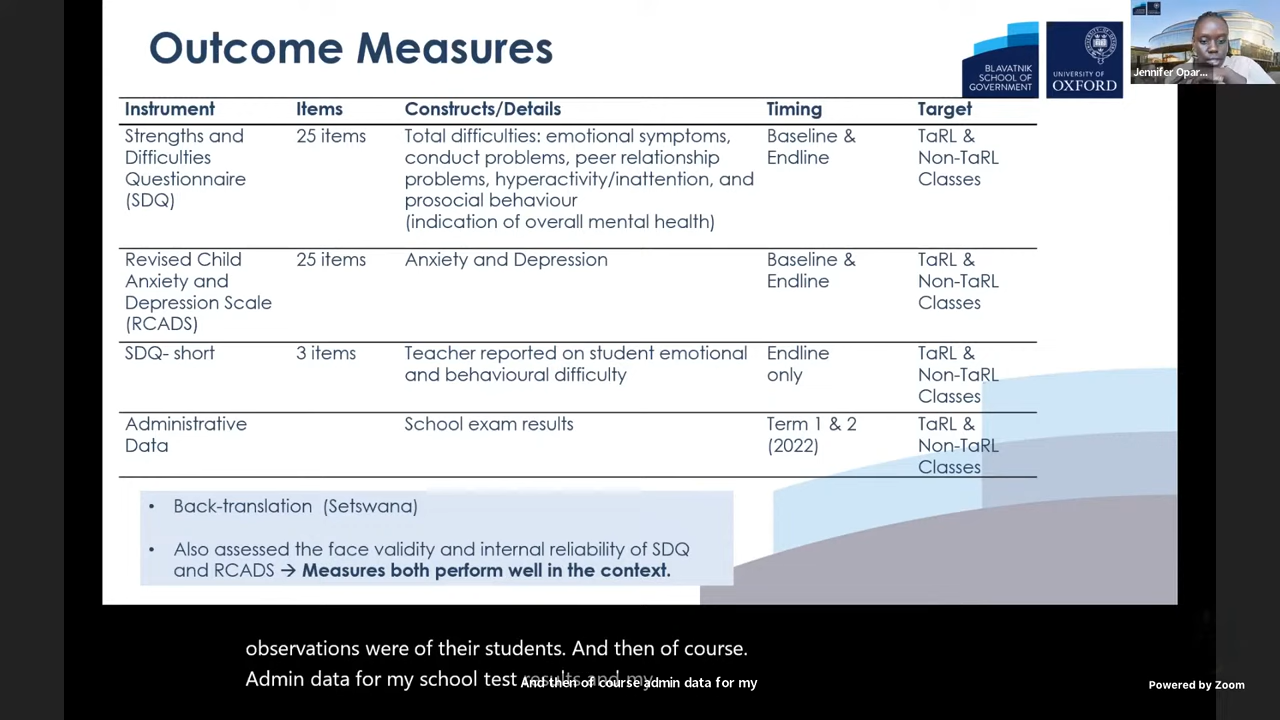 Outcome Measures
BLAVATNIK
SCHOOL OF
GOVERNMENT
UNIVERSITY OF
OXFORD
Jennifer Opar...
Instrument Items Constructs/Details Timing Target
Strengths and 25 items Total difficulties: emotional symptoms, Baseline & TaRL &
Difficulties conduct problems, peer relationship Endline Non-TaRL
Questionnaire problems, hyperactivity/inattention, and Classes
(SDQ) prosocial behaviour
(indication of overall mental health)
Revised Child 25 items Anxiety and Depression Baseline & TaRL &
Anxiety and Endline Non-TaRL
Depression Scale Classes
(RCADS)
SDQ- short 3 items Teacher reported on student emotional Endline TaRL &
and behavioural difficulty only Non-TaRL
Classes
Administrative School exam results Term 1 & 2 TaRL &
Data (2022) Non-TaRL
Classes
• Back-translation (Setswana)
• Also assessed the face validity and internal reliability of SDQ
and RCADS → Measures both perform well in the context.
observations were of their students. And then of course.
Admin data for my school test results and my
And then of course admin data for my
Powered by Zoom